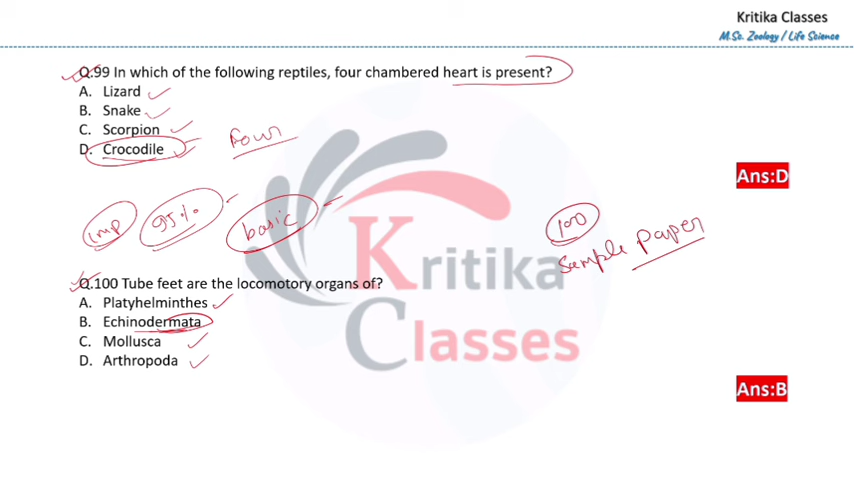 Kritika Classes
M.Sc. Zoology / Life Science
Q.99 In which of the following reptiles, four chambered heart is present?
A. Lizard
B. Snake
C. Scorpion
D. Crocodile
Four
Ans:D
imp 95% basic
100
Sample Paper
Q.100 Tube feet are the locomotory organs of?
A. Platyhelminthes
B. Echinodermata
C. Mollusca
D. Arthropoda
Kritika
Classes
Ans:B